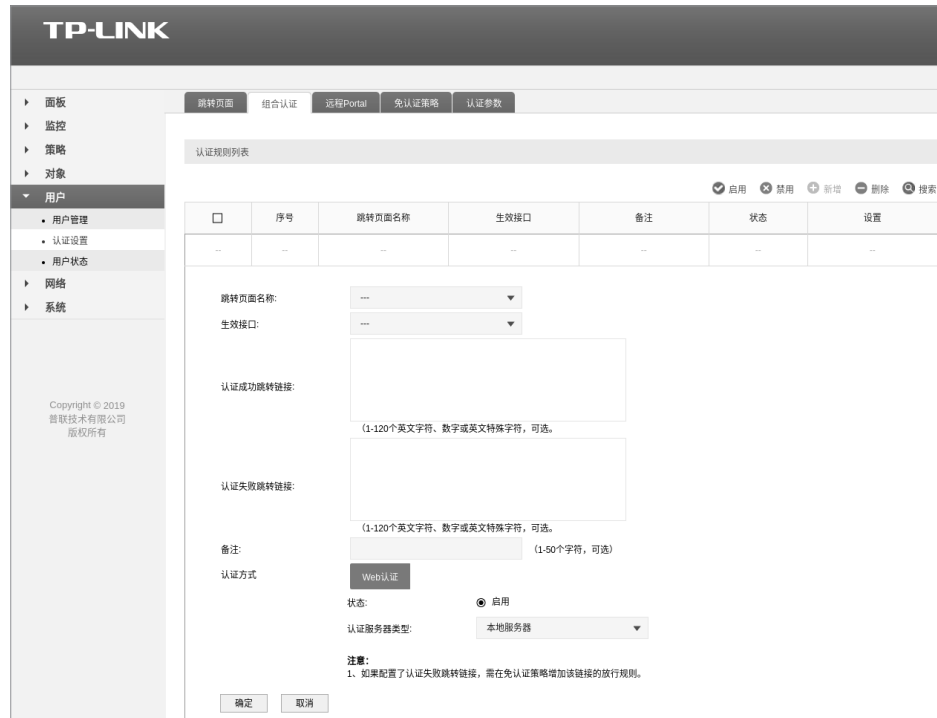 TP-LINK
面板
监控
策略
对象
用户
用户管理
认证设置
用户状态
网络
系统
Copyright © 2019
普联技术有限公司
版权所有
跳转页面 组合认证 远程Portal 免认证策略 认证参数
认证规则列表
启用 禁用 新增 删除 搜索
序号 跳转页面名称 生效接口 备注 状态 设置
-- -- -- -- -- -- --
跳转页面名称: ---
生效接口: ---
认证成功跳转链接:
（1-120个英文字符、数字或英文特殊字符，可选。
认证失败跳转链接:
（1-120个英文字符、数字或英文特殊字符，可选。
备注: （1-50个字符，可选）
认证方式 Web认证
状态: 启用
认证服务器类型: 本地服务器
注意：
1、如果配置了认证失败跳转链接，需在免认证策略增加该链接的放行规则。
确定 取消